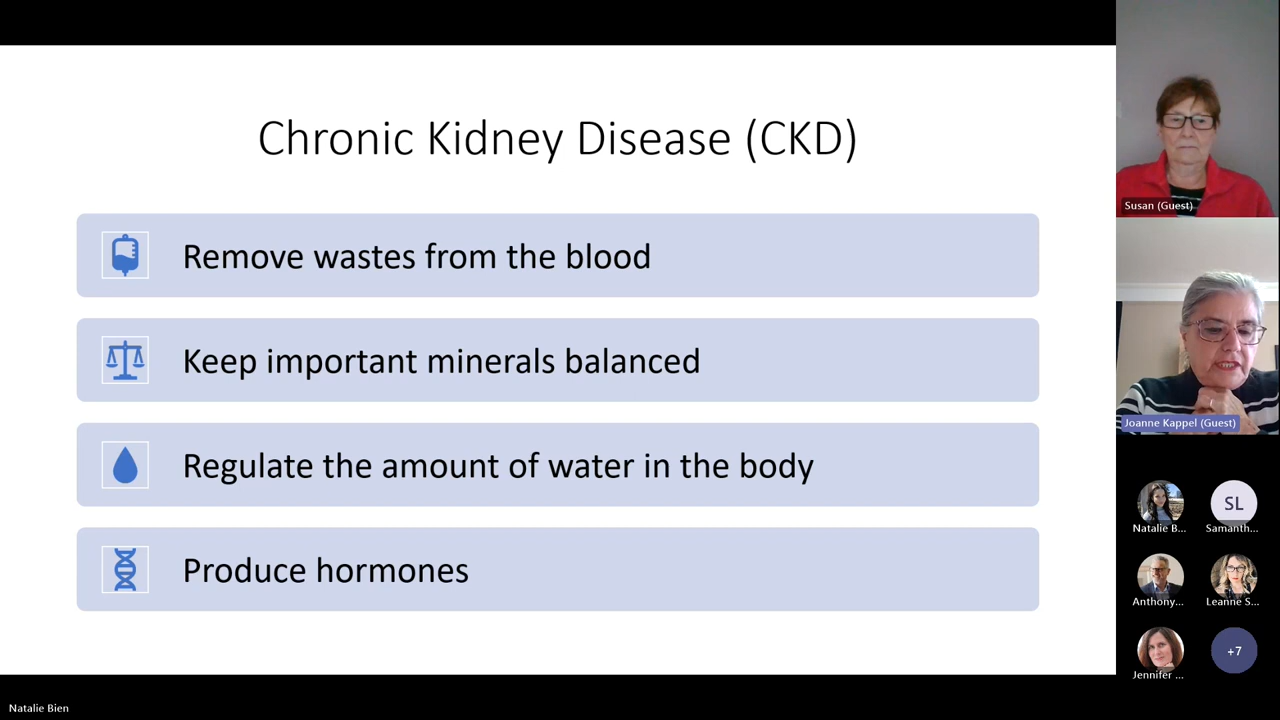 Chronic Kidney Disease (CKD)
Remove wastes from the blood
Keep important minerals balanced
Regulate the amount of water in the body
Produce hormones
Susan (Guest)
Joanne Kappel (Guest)
Natalie B...
SL
Samanth...
Anthony...
Leanne S...
Jennifer ...
+7
Natalie Bien